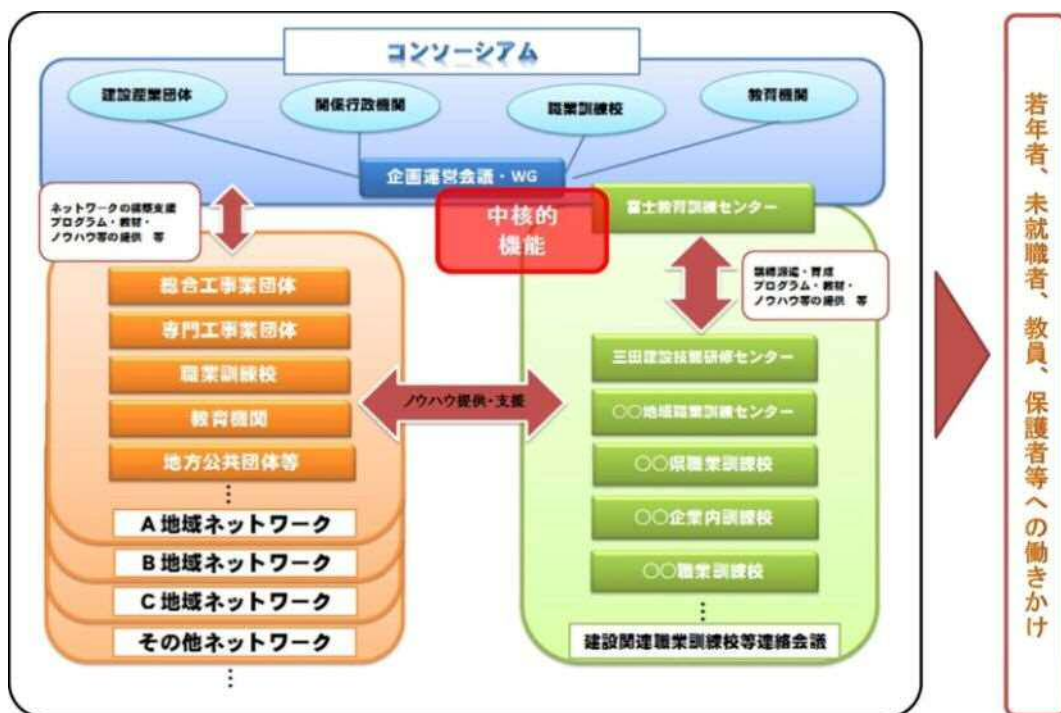 コンソーシアム
建設産業団体
関係行政機関
職業訓練校
教育機関
企画運営会議・WG
中核的
機能
富士教育訓練センター
ネットワークの構築支援
プログラム・教材・
ノウハウ等の提供 等
講師派遣・育成
プログラム・教材・
ノウハウ等の提供 等
総合工事業団体
専門工事業団体
職業訓練校
教育機関
地方公共団体等
⋮
A地域ネットワーク
B地域ネットワーク
C地域ネットワーク
その他ネットワーク
⋮
ノウハウ提供・支援
三田建設技能研修センター
〇〇地域職業訓練センター
〇〇県職業訓練校
〇〇企業内訓練校
〇〇職業訓練校
⋮
建設関連職業訓練校等連絡会議
若年者、未就職者、教員、保護者等への働きかけ